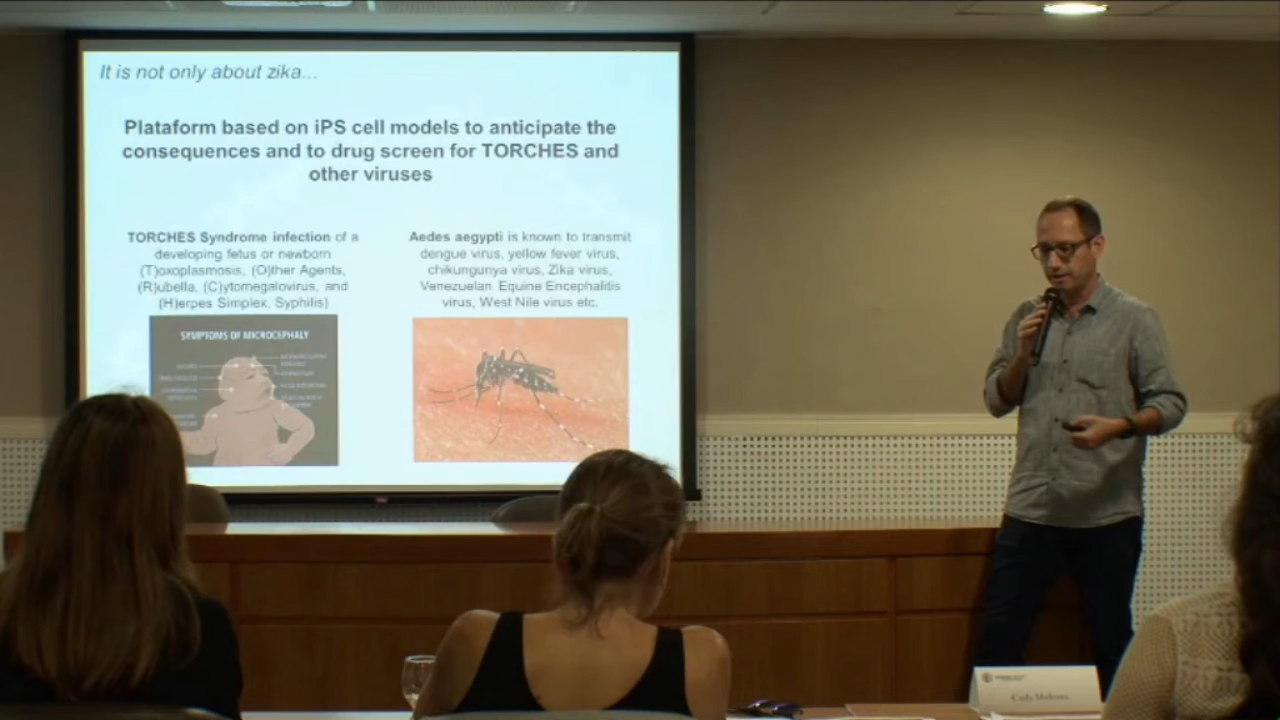 It is not only about zika...
Plataform based on iPS cell models to anticipate the
consequences and to drug screen for TORCHES and
other viruses
TORCHES Syndrome infection of a
developing fetus or newborn
(T)oxoplasmosis, (O)ther Agents,
(R)ubella, (C)ytomegalovirus, and
(H)erpes Simplex, Syphilis)
Aedes aegypti is known to transmit
dengue virus, yellow fever virus,
chikungunya virus, Zika virus,
Venezuelan Equine Encephalitis
virus, West Nile virus etc.
SYMPTOMS OF MICROCEPHALY